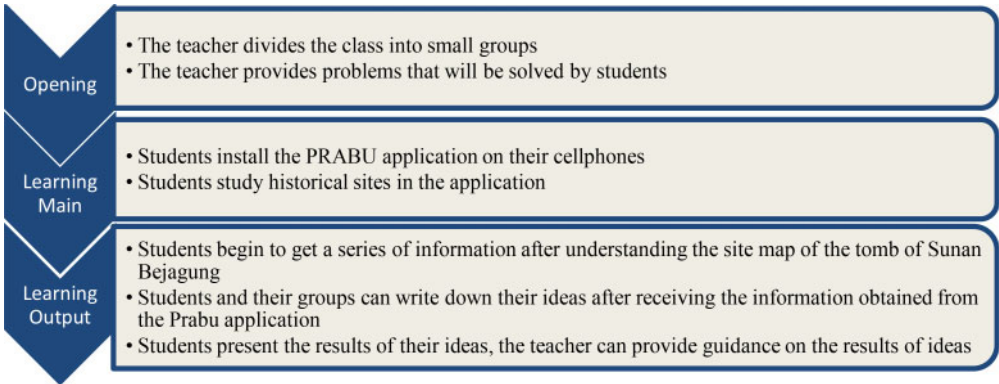 Opening
• The teacher divides the class into small groups
• The teacher provides problems that will be solved by students
Learning
Main
• Students install the PRABU application on their cellphones
• Students study historical sites in the application
Learning
Output
• Students begin to get a series of information after understanding the site map of the tomb of Sunan
Bejagung
• Students and their groups can write down their ideas after receiving the information obtained from
the Prabu application
• Students present the results of their ideas, the teacher can provide guidance on the results of ideas